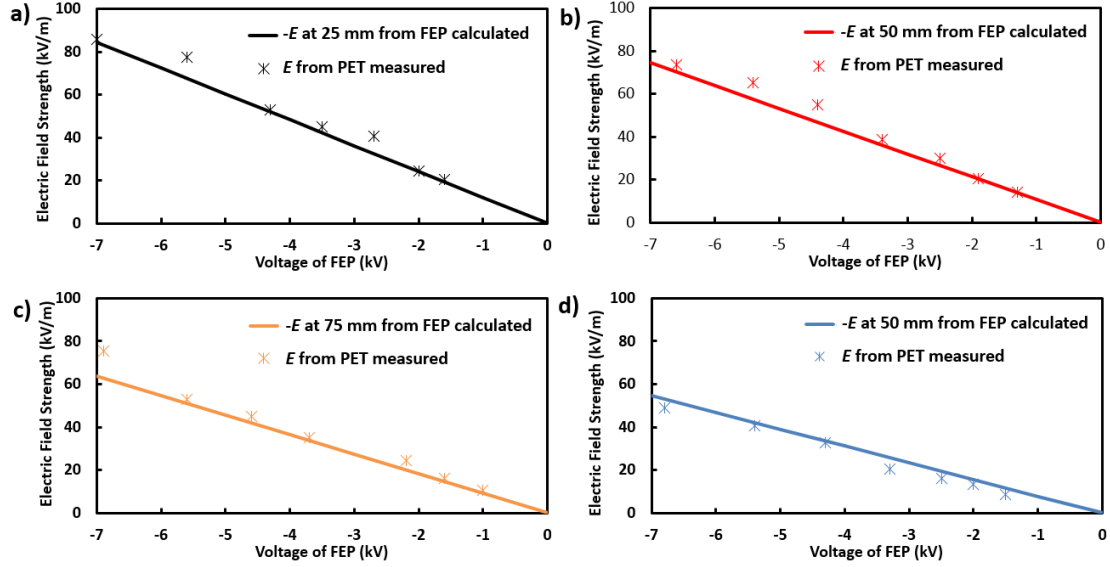 a)
Electric Field Strength (kV/m)
100
80
60
40
20
0
-E at 25 mm from FEP calculated
E from PET measured
-7 -6 -5 -4 -3 -2 -1 0
Voltage of FEP (kV)
b)
Electric Field Strength (kV/m)
100
80
60
40
20
0
-E at 50 mm from FEP calculated
E from PET measured
-7 -6 -5 -4 -3 -2 -1 0
Voltage of FEP (kV)
c)
Electric Field Strength (kV/m)
100
80
60
40
20
0
-E at 75 mm from FEP calculated
E from PET measured
-7 -6 -5 -4 -3 -2 -1 0
Voltage of FEP (kV)
d)
Electric Field Strength (kV/m)
100
80
60
40
20
0
-E at 50 mm from FEP calculated
E from PET measured
-7 -6 -5 -4 -3 -2 -1 0
Voltage of FEP (kV)